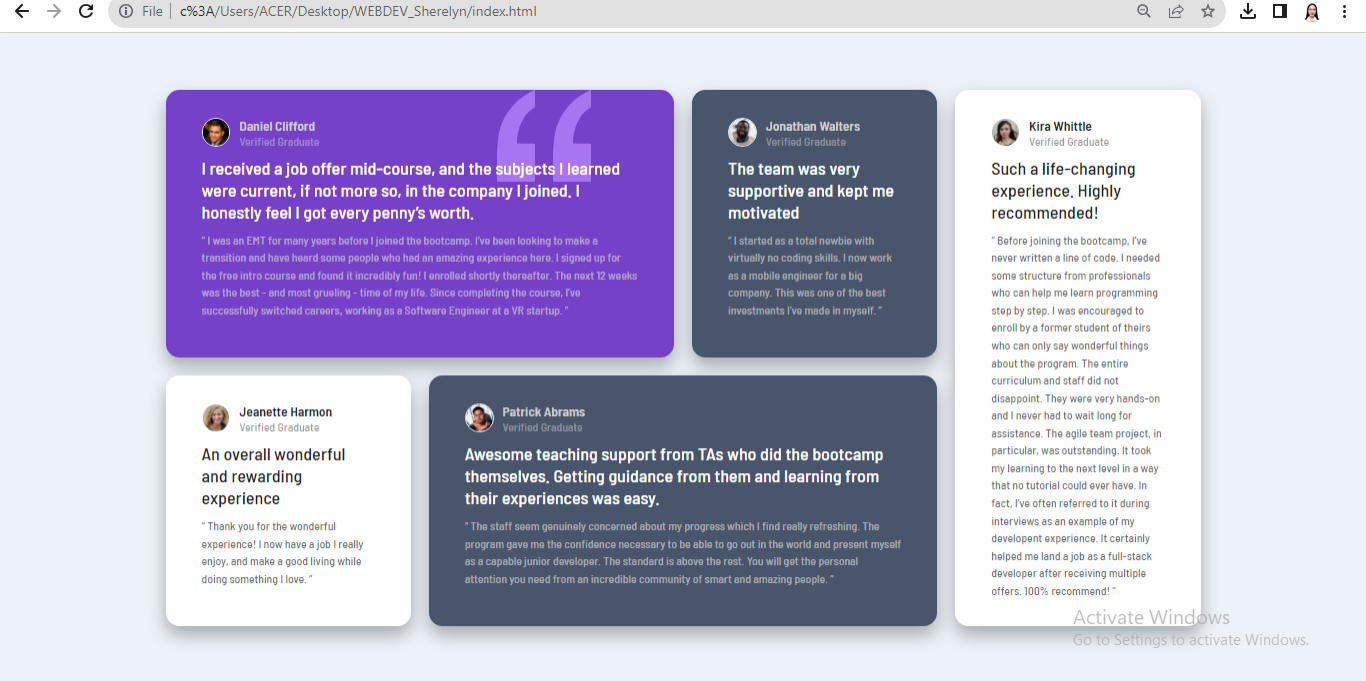 File | c%3A/Users/ACER/Desktop/WEBDEV_Sherelyn/index.html
Daniel Clifford
Verified Graduate
I received a job offer mid-course, and the subjects I learned
were current, if not more so, in the company I joined. I
honestly feel I got every penny’s worth.
“ I was an EMT for many years before I joined the bootcamp. I’ve been looking to make a
transition and have heard some people who had an amazing experience here. I signed up for
the free intro course and found it incredibly fun! I enrolled shortly thereafter. The next 12 weeks
was the best - and most grueling - time of my life. Since completing the course, I’ve
successfully switched careers, working as a Software Engineer at a VR startup. ”
Jonathan Walters
Verified Graduate
The team was very
supportive and kept me
motivated
“ I started as a total newbie with
virtually no coding skills. I now work
as a mobile engineer for a big
company. This was one of the best
investments I’ve made in myself. ”
Kira Whittle
Verified Graduate
Such a life-changing
experience. Highly
recommended!
“ Before joining the bootcamp, I’ve
never written a line of code. I needed
some structure from professionals
who can help me learn programming
step by step. I was encouraged to
enroll by a former student of theirs
who can only say wonderful things
about the program. The entire
curriculum and staff did not
disappoint. They were very hands-on
and I never had to wait long for
assistance. The agile team project, in
particular, was outstanding. It took
my learning to the next level in a way
that no tutorial could ever have. In
fact, I’ve often referred to it during
interviews as an example of my
developent experience. It certainly
helped me land a job as a full-stack
developer after receiving multiple
offers. 100% recommend! ”
Jeanette Harmon
Verified Graduate
An overall wonderful
and rewarding
experience
“ Thank you for the wonderful
experience! I now have a job I really
enjoy, and make a good living while
doing something I love. ”
Patrick Abrams
Verified Graduate
Awesome teaching support from TAs who did the bootcamp
themselves. Getting guidance from them and learning from
their experiences was easy.
“ The staff seem genuinely concerned about my progress which I find really refreshing. The
program gave me the confidence necessary to be able to go out in the world and present myself
as a capable junior developer. The standard is above the rest. You will get the personal
attention you need from an incredible community of smart and amazing people. ”
Activate Windows
Go to Settings to activate Windows.